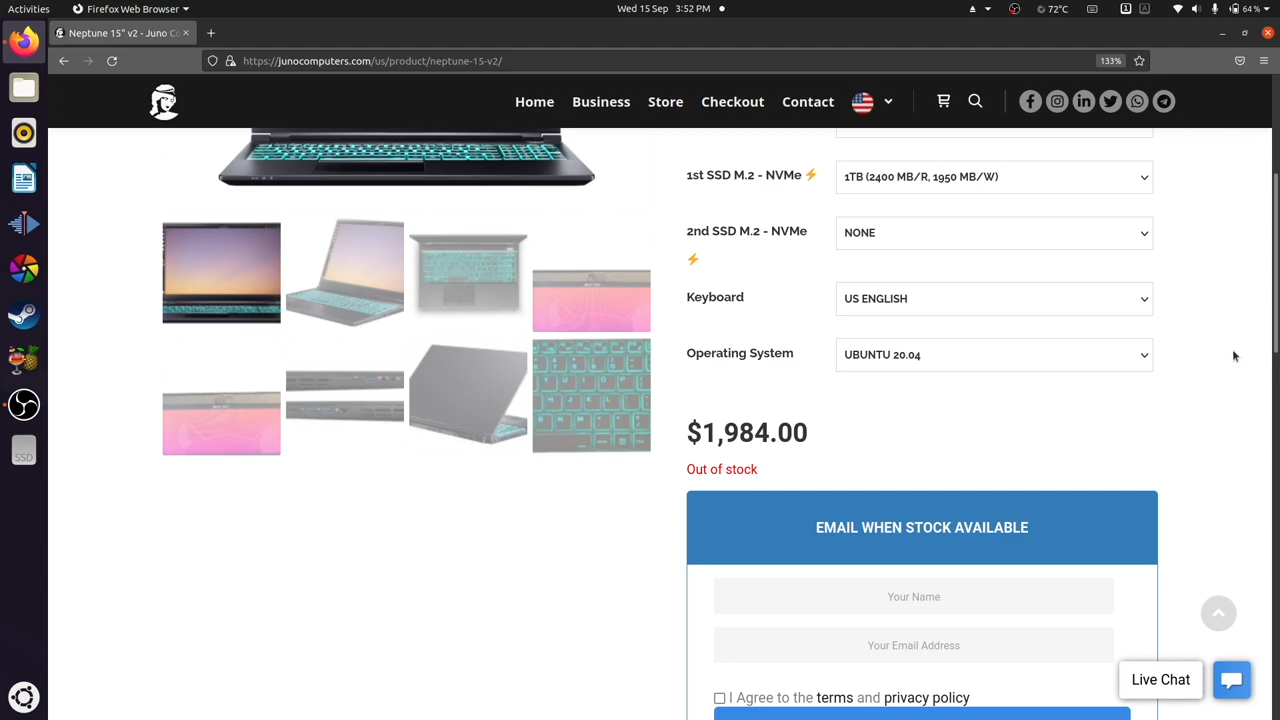 Activities
Firefox Web Browser
Wed 15 Sep 3:52 PM
72°C
1
A
64 %
Neptune 15" v2 - Juno Co
https://junocomputers.com/us/product/neptune-15-v2/
133%
Home
Business
Store
Checkout
Contact
1st SSD M.2 - NVMe ⚡
1TB (2400 MB/R, 1950 MB/W)
2nd SSD M.2 - NVMe
⚡
NONE
Keyboard
US ENGLISH
Operating System
UBUNTU 20.04
$1,984.00
Out of stock
EMAIL WHEN STOCK AVAILABLE
Your Name
Your Email Address
I Agree to the terms and privacy policy
Live Chat
SSD